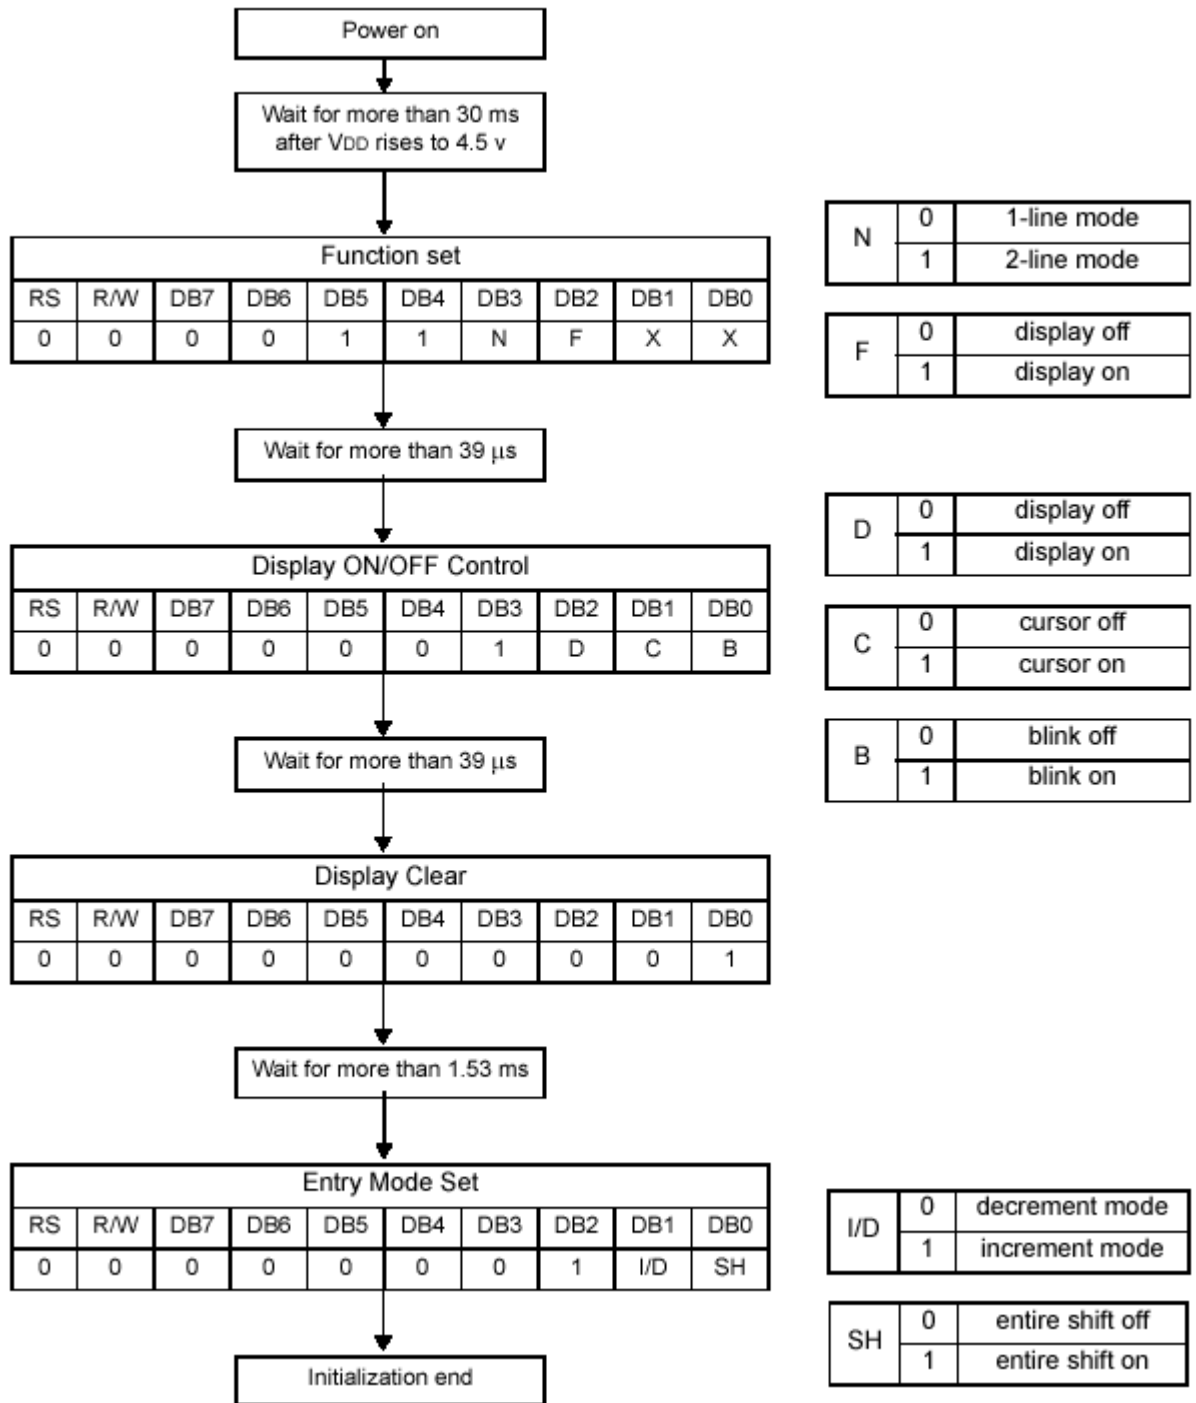 Power on
Wait for more than 30 ms
after VDD rises to 4.5 v
Function set
RS R/W DB7 DB6 DB5 DB4 DB3 DB2 DB1 DB0
0 0 0 0 1 1 N F X X
N
0 1-line mode
1 2-line mode
F
0 display off
1 display on
Wait for more than 39 μs
Display ON/OFF Control
RS R/W DB7 DB6 DB5 DB4 DB3 DB2 DB1 DB0
0 0 0 0 0 0 1 D C B
D
0 display off
1 display on
C
0 cursor off
1 cursor on
B
0 blink off
1 blink on
Wait for more than 39 μs
Display Clear
RS R/W DB7 DB6 DB5 DB4 DB3 DB2 DB1 DB0
0 0 0 0 0 0 0 0 0 1
Wait for more than 1.53 ms
Entry Mode Set
RS R/W DB7 DB6 DB5 DB4 DB3 DB2 DB1 DB0
0 0 0 0 0 0 0 1 I/D SH
I/D
0 decrement mode
1 increment mode
SH
0 entire shift off
1 entire shift on
Initialization end